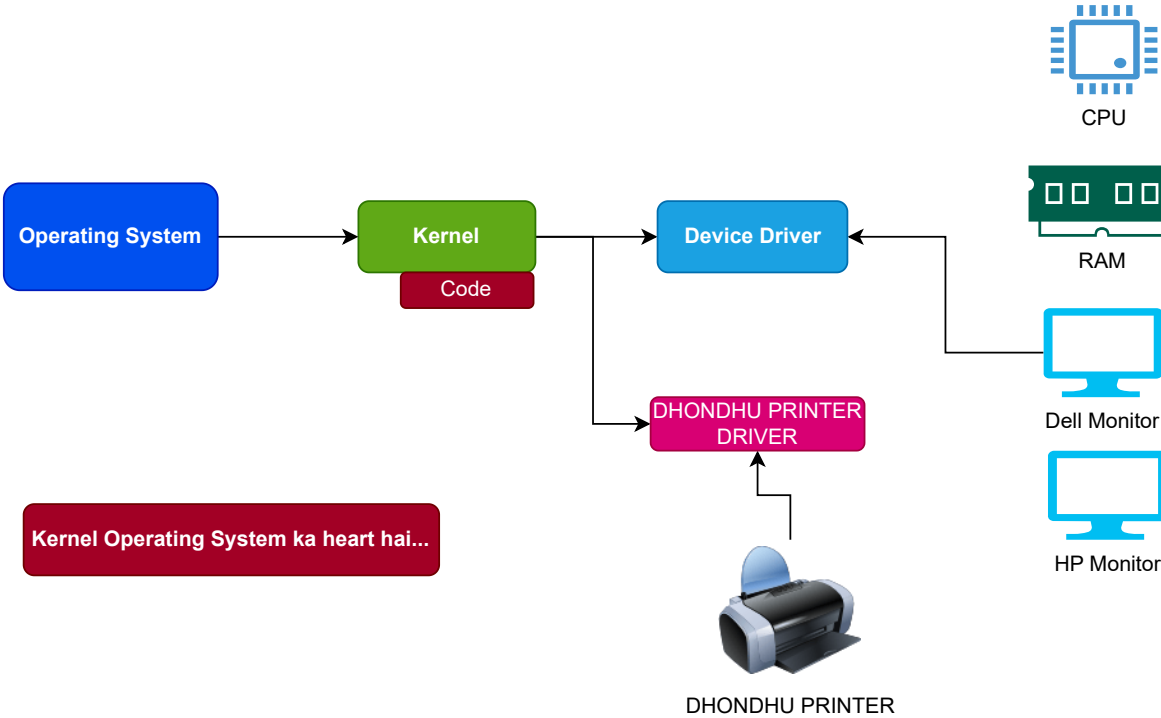 CPU
Operating System
Kernel
Device Driver
Code
RAM
DHONDHU PRINTER
DRIVER
Dell Monitor
Kernel Operating System ka heart hai...
HP Monitor
DHONDHU PRINTER